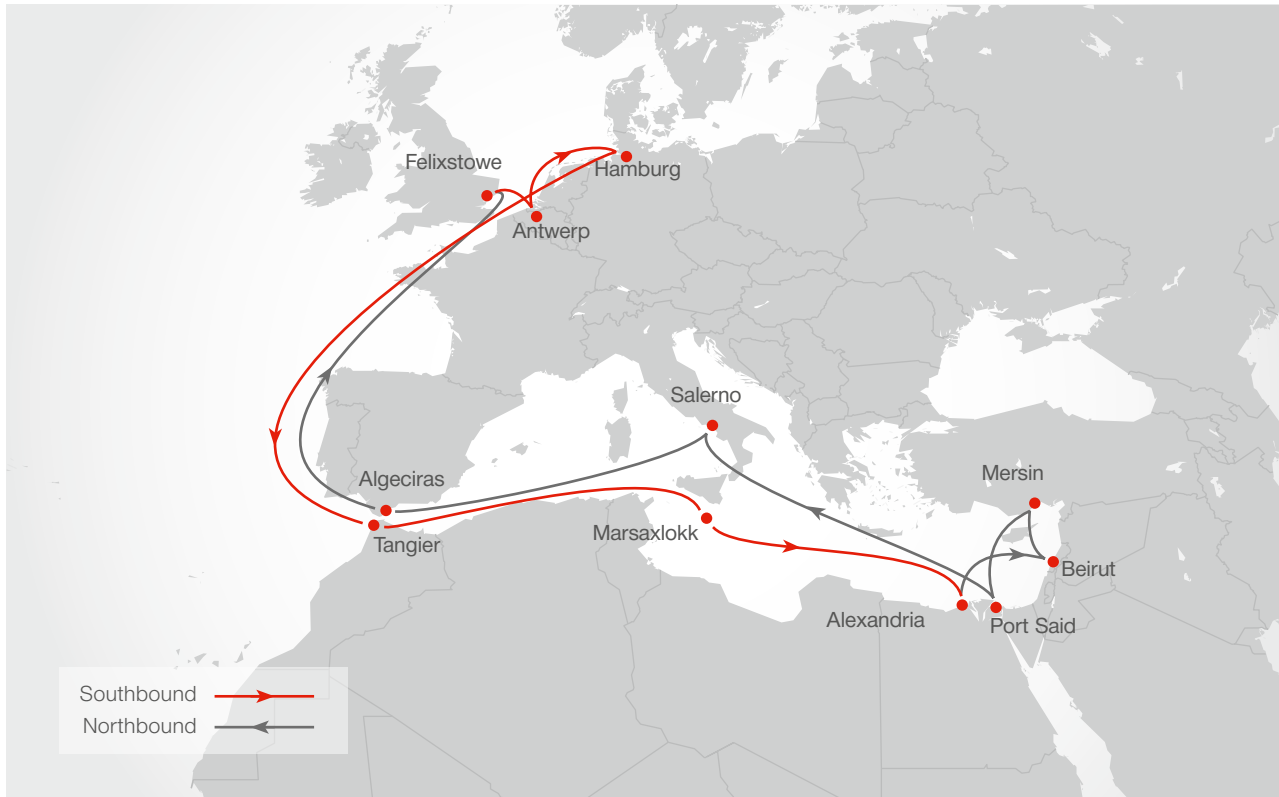 Felixstowe
Hamburg
Antwerp
Salerno
Algeciras
Mersin
Tangier
Marsaxlokk
Beirut
Alexandria
Port Said
Southbound
Northbound